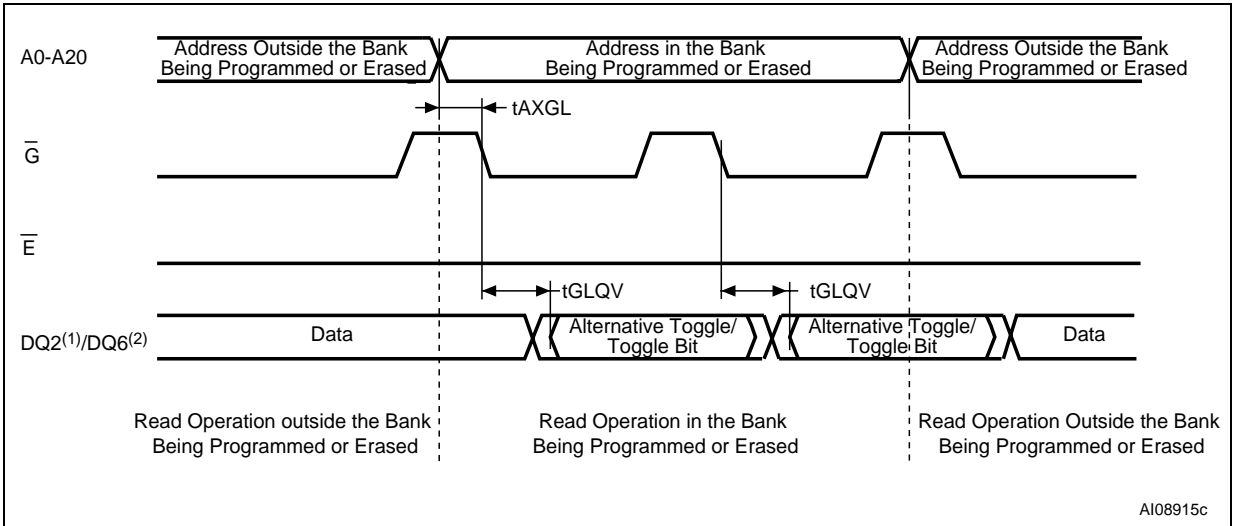 A0-A20
Address Outside the Bank
Being Programmed or Erased
Address in the Bank
Being Programmed or Erased
Address Outside the Bank
Being Programmed or Erased
tAXGL
G
E
tGLQV
tGLQV
DQ2(1)/DQ6(2)
Data
Alternative Toggle/
Toggle Bit
Alternative Toggle/
Toggle Bit
Data
Read Operation outside the Bank
Being Programmed or Erased
Read Operation in the Bank
Being Programmed or Erased
Read Operation Outside the Bank
Being Programmed or Erased
AI08915c